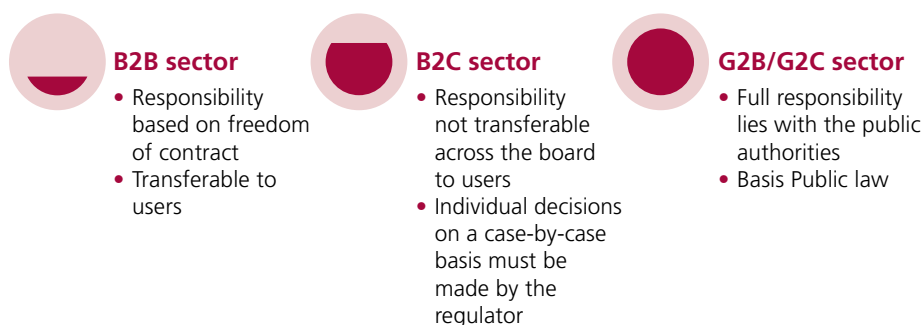 B2B sector
• Responsibility
based on freedom
of contract
• Transferable to
users
B2C sector
• Responsibility
not transferable
across the board
to users
• Individual decisions
on a case-by-case
basis must be
made by the
regulator
G2B/G2C sector
• Full responsibility
lies with the public
authorities
• Basis Public law